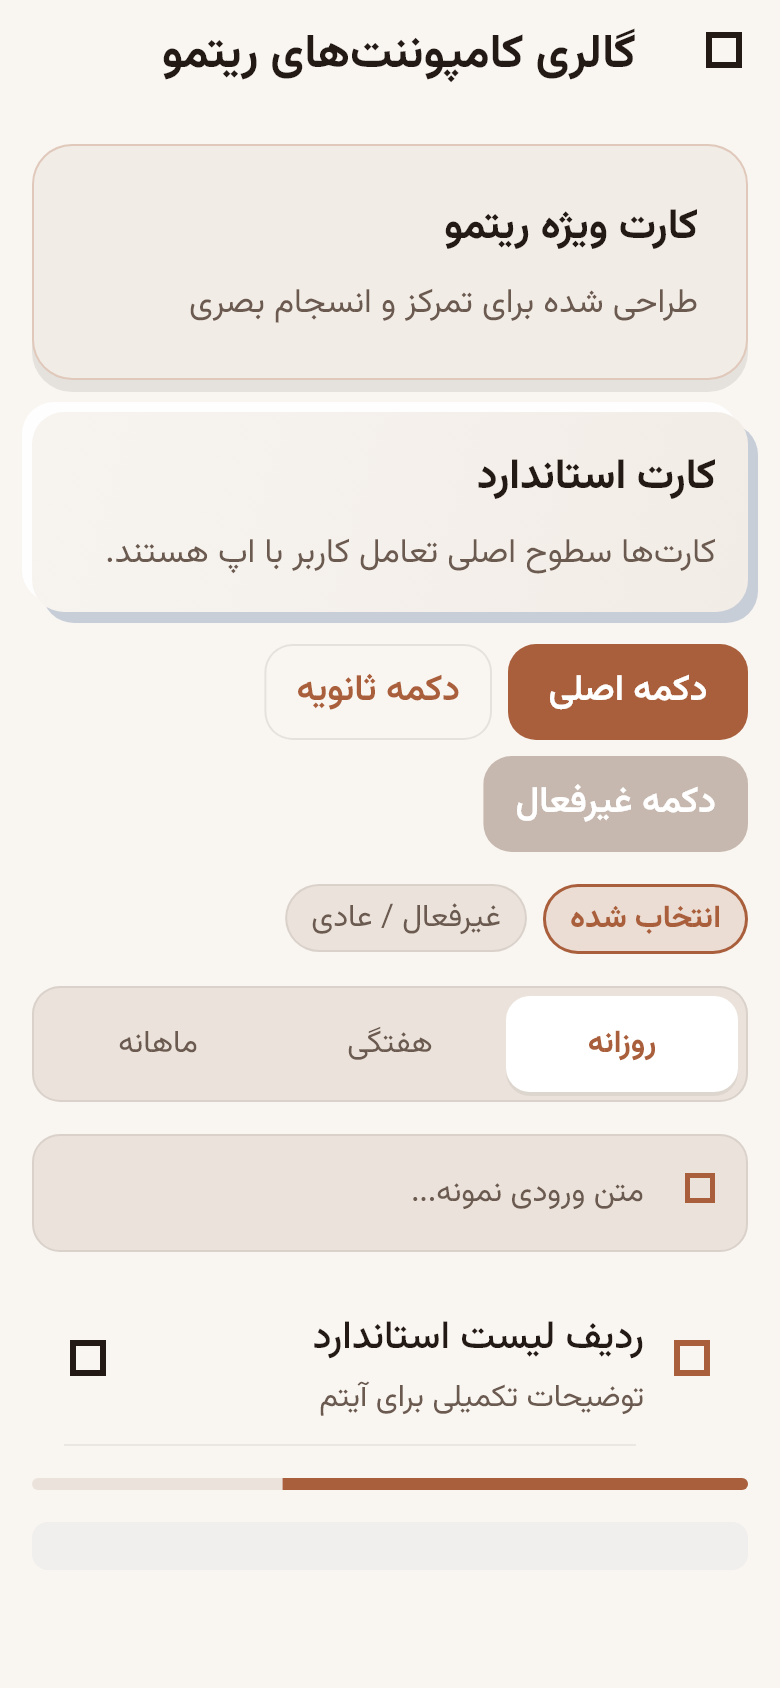 گالری کامپوننت‌های ریتمو
کارت ویژه ریتمو
طراحی شده برای تمرکز و انسجام بصری
کارت استاندارد
کارت‌ها سطوح اصلی تعامل کاربر با اپ هستند.
دکمه اصلی
دکمه ثانویه
دکمه غیرفعال
انتخاب شده
غیرفعال / عادی
روزانه
هفتگی
ماهانه
متن ورودی نمونه...
ردیف لیست استاندارد
توضیحات تکمیلی برای آیتم